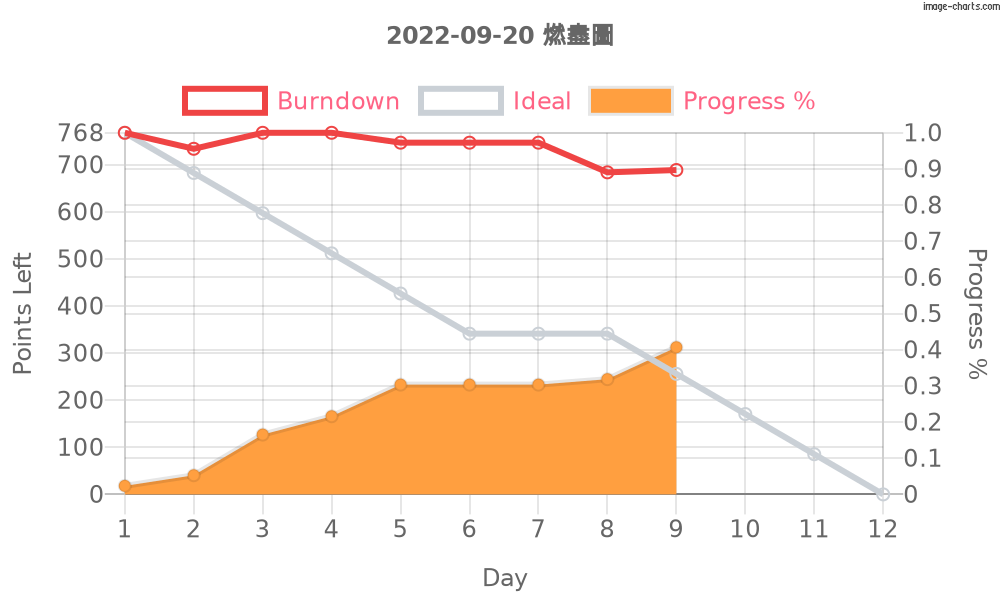 image-charts.com
2022-09-20 燃盡圖
Burndown Ideal Progress %
768 1.0
700 0.9
600 0.8
500 0.7
400 0.6
300 0.5
200 0.4
100 0.3
0 0.2
0.1
0
Points Left
Progress %
1 2 3 4 5 6 7 8 9 10 11 12
Day